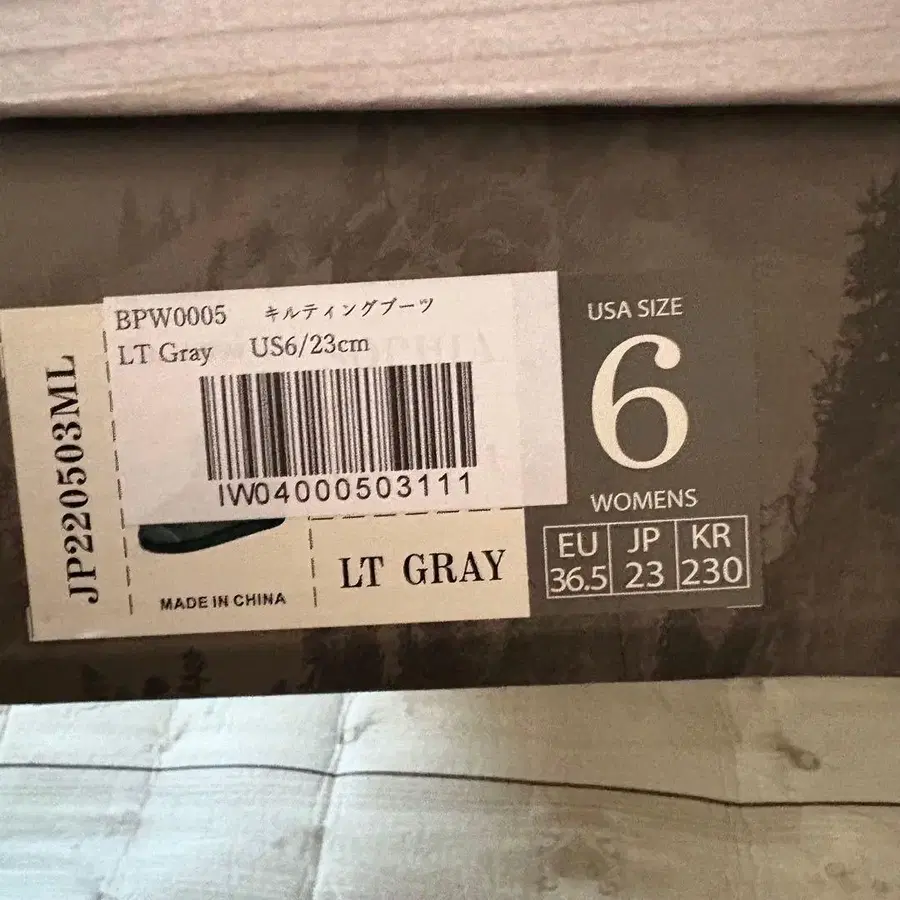 BPW0005 キルティングブーツ
LT Gray US6/23cm
IW04000503111
JP220503ML
MADE IN CHINA
LT GRAY
USA SIZE
6
WOMENS
EU JP KR
36.5 23 230